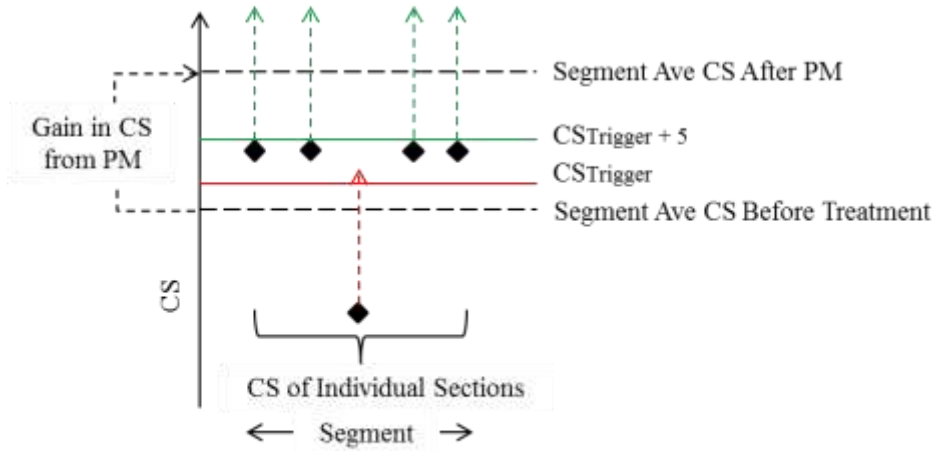 Segment Ave CS After PM
Gain in CS
from PM
CSTrigger + 5
CSTrigger
Segment Ave CS Before Treatment
CS
CS of Individual Sections
Segment